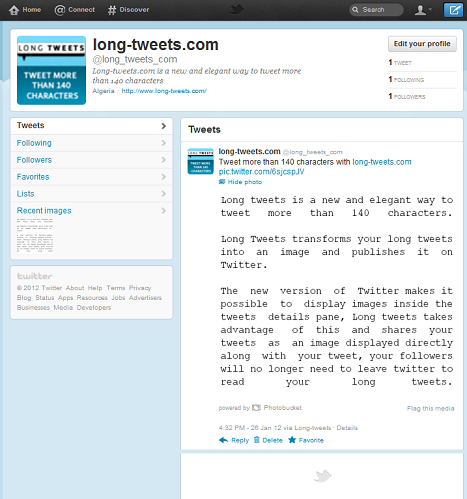 Home
Connect
# Discover
Search
LONG TWEETS
TWEET MORE
THAN 140
CHARACTERS
long-tweets.com
@long_tweets_com
Long-tweets.com is a new and elegant way to tweet more
than 140 characters
Algeria · http://www.long-tweets.com/
Edit your profile
1 TWEET
1 FOLLOWING
1 FOLLOWERS
Tweets
Following
Followers
Favorites
Lists
Recent images
twitter
© 2012 Twitter About Help Terms Privacy
Blog Status Apps Resources Jobs Advertisers
Businesses Media Developers
Tweets
LONG TWEETS
TWEET MORE
THAN 140
CHARACTERS
long-tweets.com @long_tweets_com
Tweet more than 140 characters with long-tweets.com
pic.twitter.com/6sjcspJV
Hide photo
Long tweets is a new and elegant way to
tweet more than 140 characters.
Long Tweets transforms your long tweets
into an image and publishes it on
Twitter.
The new version of Twitter makes it
possible to display images inside the
tweets details pane, Long tweets takes
advantage of this and shares your
tweets as an image displayed directly
along with your tweet, your followers
will no longer need to leave twitter to
read your long tweets.
powered by Photobucket
Flag this media
4:32 PM - 26 Jan 12 via Long-tweets · Details
Reply Delete Favorite